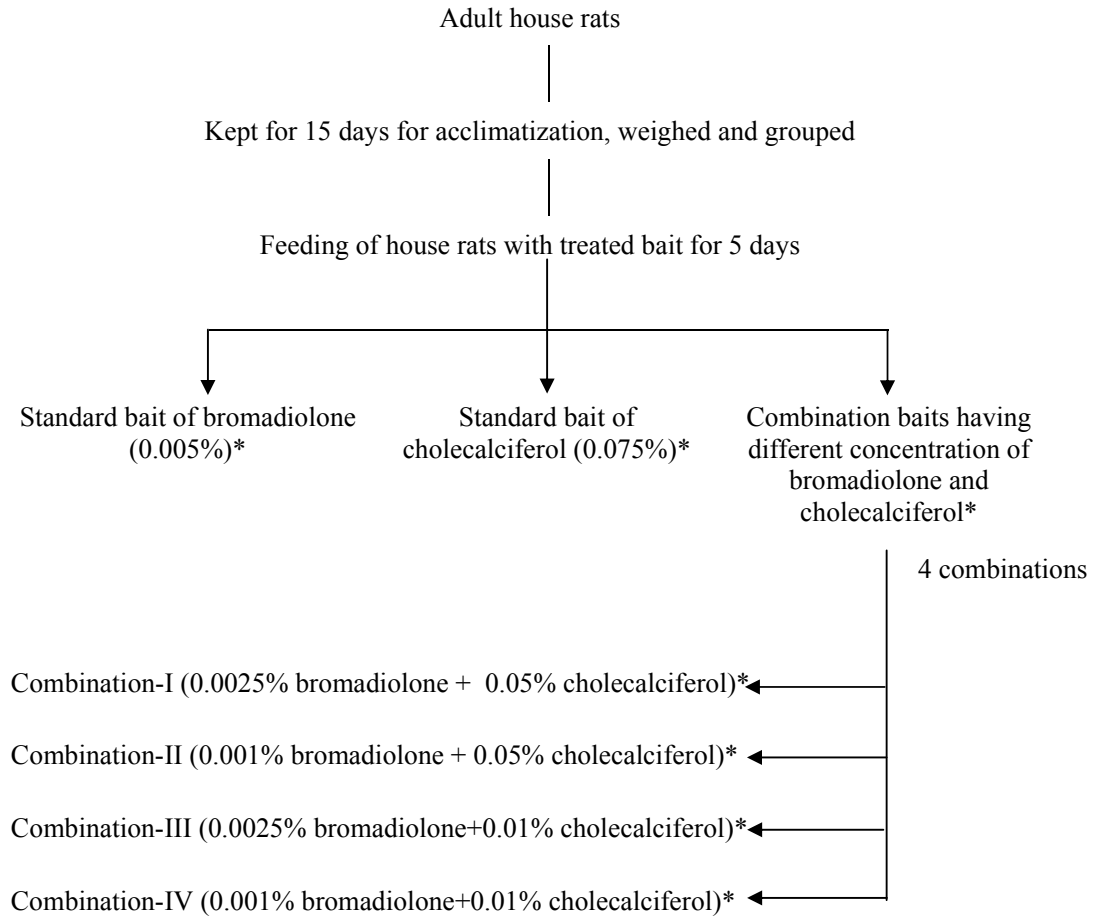 Adult house rats
Kept for 15 days for acclimatization, weighed and grouped
Feeding of house rats with treated bait for 5 days
Standard bait of bromadiolone
(0.005%)*
Standard bait of
cholecalciferol (0.075%)*
Combination baits having
different concentration of
bromadiolone and
cholecalciferol*
4 combinations
Combination-I (0.0025% bromadiolone + 0.05% cholecalciferol)*
Combination-II (0.001% bromadiolone + 0.05% cholecalciferol)*
Combination-III (0.0025% bromadiolone+0.01% cholecalciferol)*
Combination-IV (0.001% bromadiolone+0.01% cholecalciferol)*